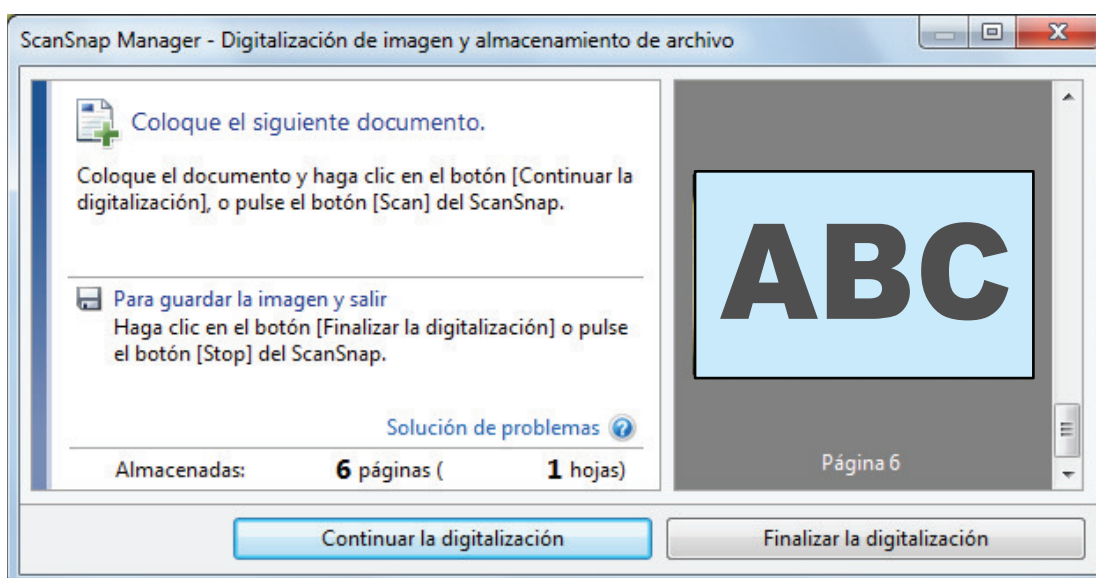 ScanSnap Manager - Digitalización de imagen y almacenamiento de archivo
Coloque el siguiente documento.
Coloque el documento y haga clic en el botón [Continuar la
digitalización], o pulse el botón [Scan] del ScanSnap.
Para guardar la imagen y salir
Haga clic en el botón [Finalizar la digitalización] o pulse
el botón [Stop] del ScanSnap.
Solución de problemas
Almacenadas: 6 páginas ( 1 hojas)
ABC
Página 6
Continuar la digitalización
Finalizar la digitalización